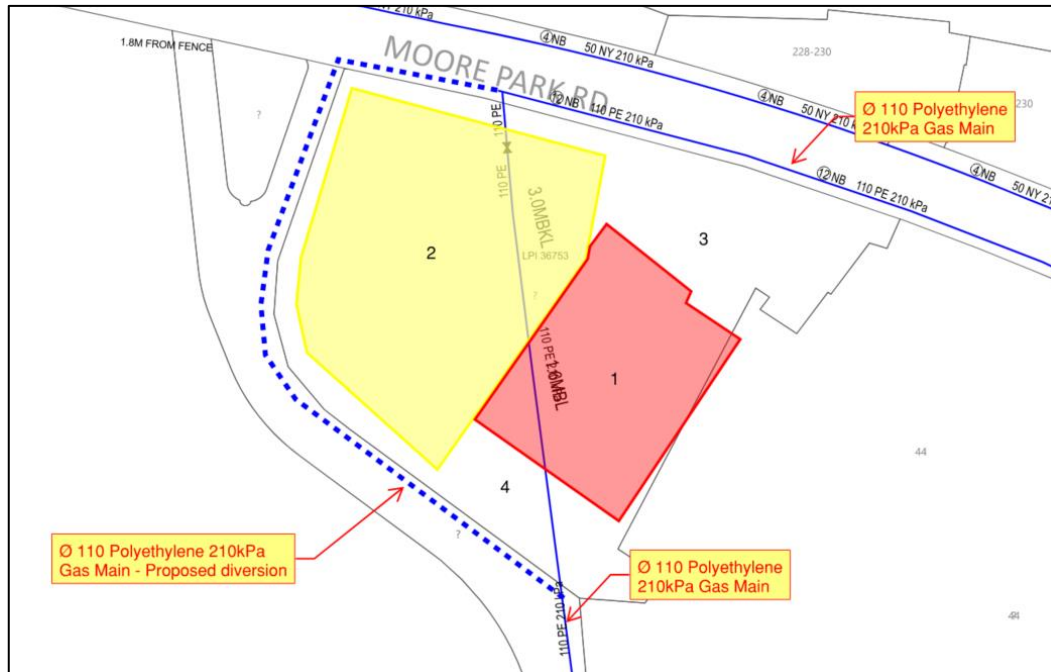 1.8M FROM FENCE
MOORE PARK RD
④NB 50 NY 210 kPa
228-230
④NB 50 NY 210 kPa
230
Ø 110 Polyethylene
210kPa Gas Main
⑫NB 110 PE 210 kPa
110 PE
?
110 PE
3.0MBKL
⑫NB 110 PE 210 kPa
④NB 50 NY 210
3
2
LPI 36753
?
110 PE
1.0MBL
1
44
4
?
Ø 110 Polyethylene 210kPa
Gas Main - Proposed diversion
Ø 110 Polyethylene
210kPa Gas Main
110 PE 210 kPa